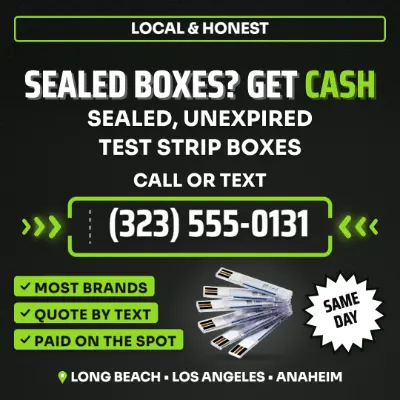 LOCAL & HONEST
SEALED BOXES? GET CASH
SEALED, UNEXPIRED
TEST STRIP BOXES
CALL OR TEXT
(323) 555-0131
MOST BRANDS
QUOTE BY TEXT
PAID ON THE SPOT
SAME
DAY
LONG BEACH • LOS ANGELES • ANAHEIM